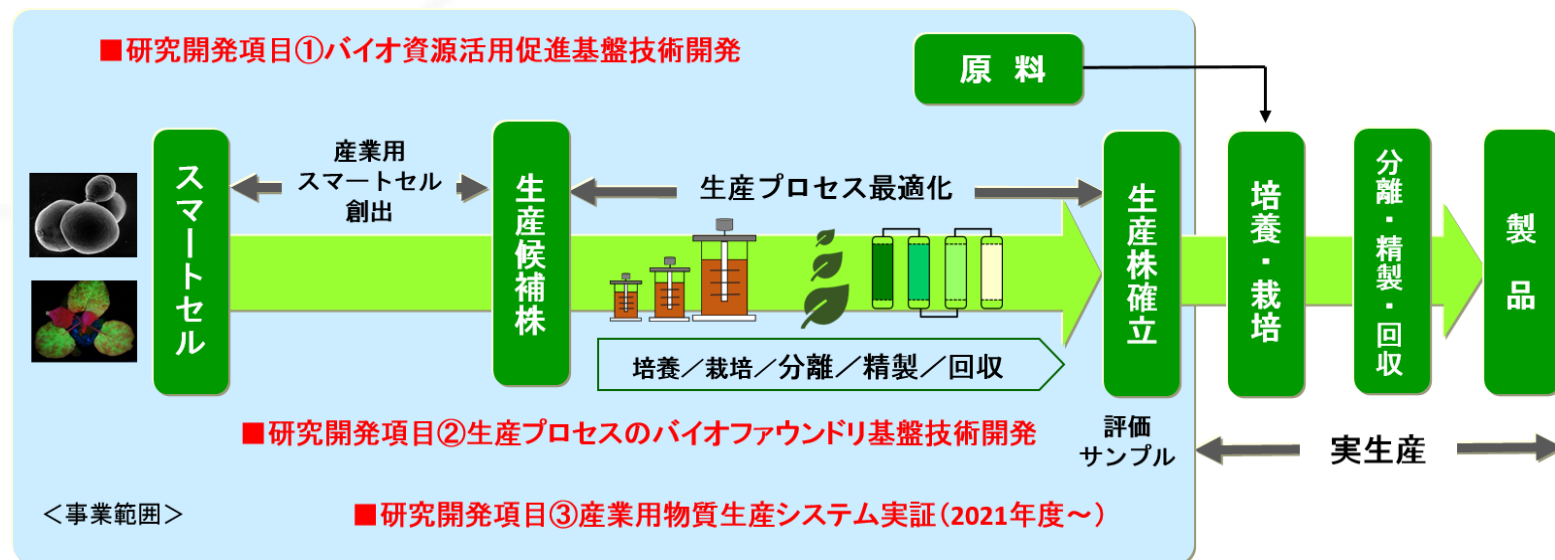 ■研究開発項目①バイオ資源活用促進基盤技術開発
原 料
スマートセル
産業用
スマートセル
創出
生産候補株
生産プロセス最適化
生産株確立
培養・栽培
分離・精製・回収
製品
培養／栽培／分離／精製／回収
■研究開発項目②生産プロセスのバイオファウンドリ基盤技術開発
評価
サンプル
実生産
＜事業範囲＞
■研究開発項目③産業用物質生産システム実証（2021年度～）